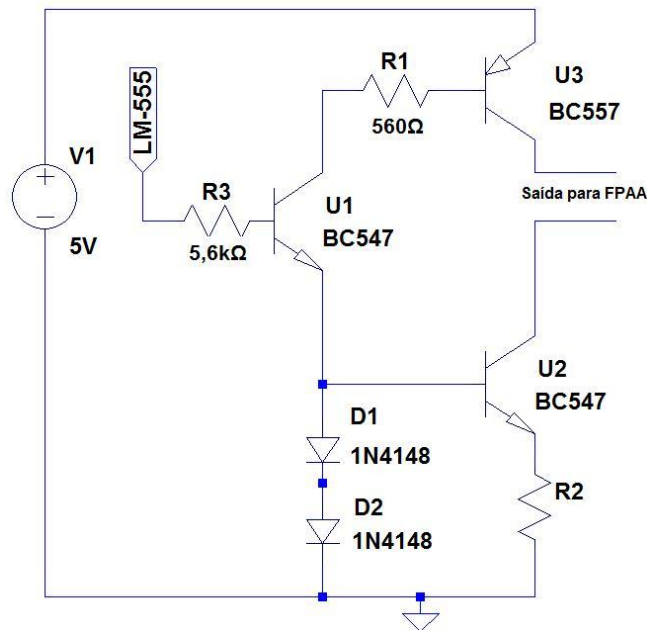 R1
560Ω
U3
BC557
LM-555
V1
5V
R3
5,6kΩ
U1
BC547
Saída para FPAA
U2
BC547
D1
1N4148
R2
D2
1N4148